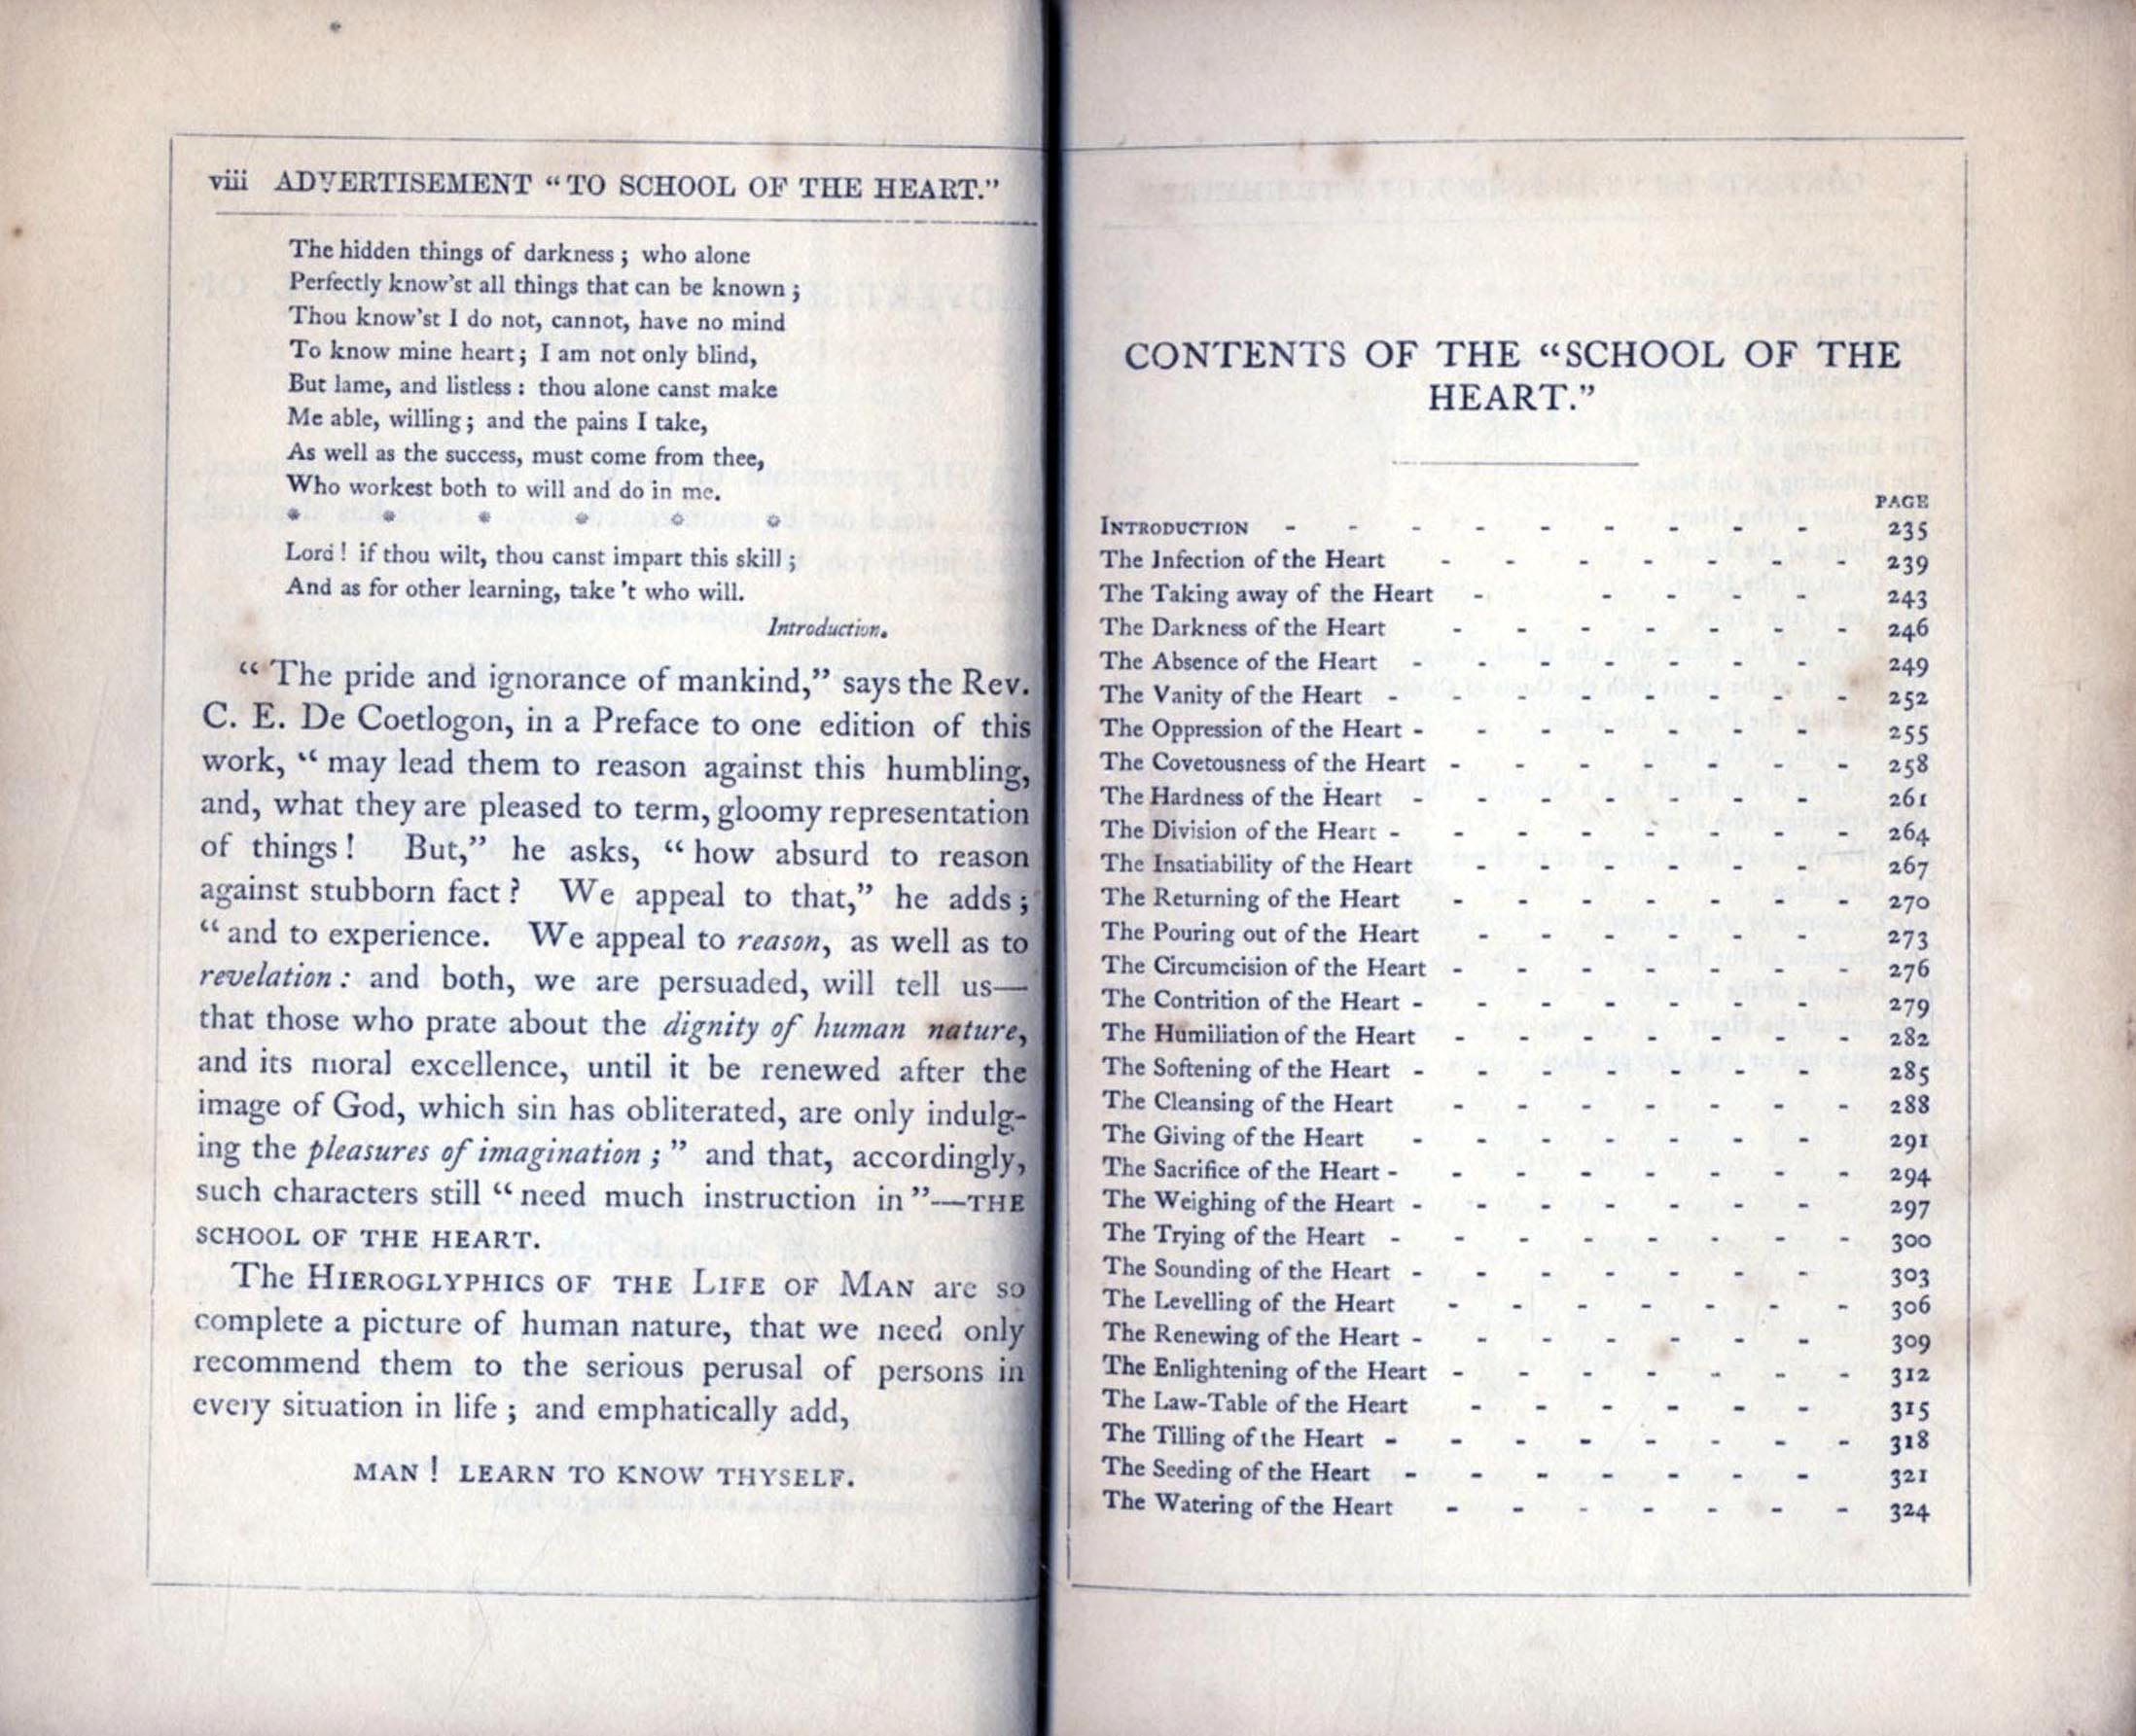 viii ADVERTISEMENT “TO SCHOOL OF THE HEART.”
The hidden things of darkness ; who alone
Perfectly know'st all things that can be known ;
Thou know'st I do not, cannot, have no mind
To know mine heart ; I am not only blind,
But lame, and listless : thou alone canst make
Me able, willing ; and the pains I take,
As well as the success, must come from thee,
Who workest both to will and do in me.
* * * * * *
Lord ! if thou wilt, thou canst impart this skill ;
And as for other learning, take 't who will.
Introduction.
“ The pride and ignorance of mankind,” says the Rev.
C. E. De Coetlogon, in a Preface to one edition of this
work, “ may lead them to reason against this humbling,
and, what they are pleased to term, gloomy representation
of things ! But,” he asks, “ how absurd to reason
against stubborn fact ? We appeal to that,” he adds ;
“ and to experience. We appeal to reason, as well as to
revelation : and both, we are persuaded, will tell us—
that those who prate about the dignity of human nature,
and its moral excellence, until it be renewed after the
image of God, which sin has obliterated, are only indulg-
ing the pleasures of imagination ; ” and that, accordingly,
such characters still “ need much instruction in ”—THE
SCHOOL OF THE HEART.
The HIEROGLYPHICS OF THE LIFE OF MAN are so
complete a picture of human nature, that we need only
recommend them to the serious perusal of persons in
every situation in life ; and emphatically add,
MAN ! LEARN TO KNOW THYSELF.
CONTENTS OF THE “SCHOOL OF THE
HEART.”
PAGE
INTRODUCTION - - - - - - - - - 235
The Infection of the Heart - - - - - - - 239
The Taking away of the Heart - - - - - 243
The Darkness of the Heart - - - - - - - 246
The Absence of the Heart - - - - - - - 249
The Vanity of the Heart - - - - - - - - 252
The Oppression of the Heart - - - - - - - 255
The Covetousness of the Heart - - - - - - - 258
The Hardness of the Heart - - - - - - - 261
The Division of the Heart - - - - - - - - 264
The Insatiability of the Heart - - - - - - 267
The Returning of the Heart - - - - - - - 270
The Pouring out of the Heart - - - - - - 273
The Circumcision of the Heart - - - - - - - 276
The Contrition of the Heart - - - - - - - 279
The Humiliation of the Heart - - - - - - - 282
The Softening of the Heart - - - - - - - 285
The Cleansing of the Heart - - - - - - - 288
The Giving of the Heart - - - - - - - 291
The Sacrifice of the Heart - - - - - - - - 294
The Weighing of the Heart - - - - - - - 297
The Trying of the Heart - - - - - - - - 300
The Sounding of the Heart - - - - - - - 303
The Levelling of the Heart - - - - - - - 306
The Renewing of the Heart - - - - - - - 309
The Enlightening of the Heart - - - - - - - 312
The Law-Table of the Heart - - - - - - 315
The Tilling of the Heart - - - - - - - - 318
The Seeding of the Heart - - - - - - - 321
The Watering of the Heart - - - - - - - 324